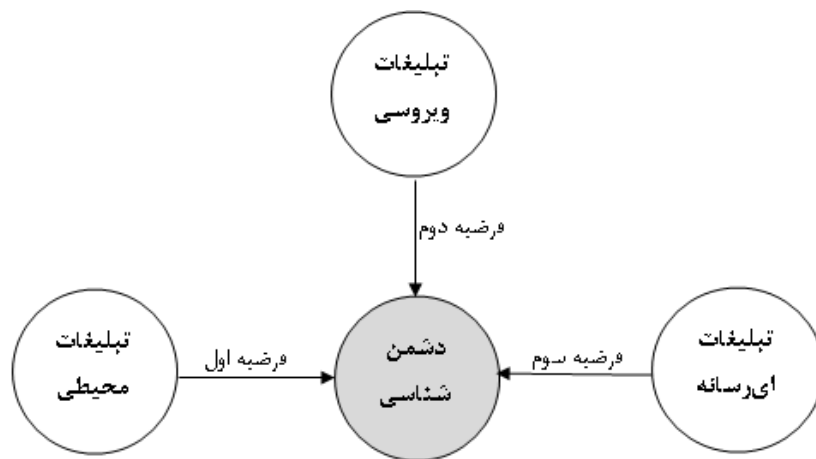 تبلیغات
ویروسی
فرضیه دوم
تبلیغات
محیطی
فرضیه اول
دشمن
شناسی
فرضیه سوم
تبلیغات
ای‌رسانه